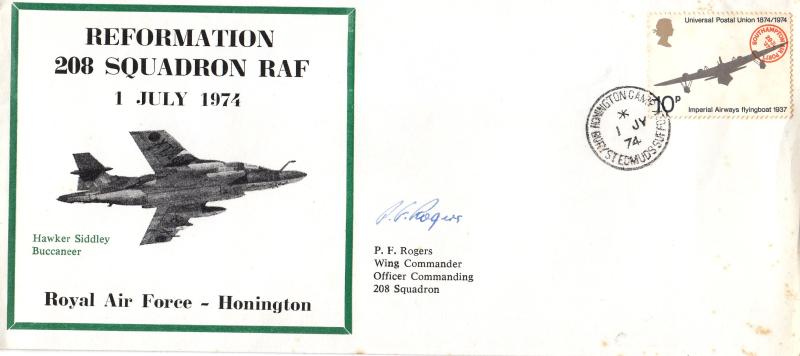 REFORMATION
208 SQUADRON RAF
1 JULY 1974
Hawker Siddley
Buccaneer
Royal Air Force - Honington
P. F. Rogers
P. F. Rogers
Wing Commander
Officer Commanding
208 Squadron
HONINGTON CAMP
BURY ST. EDMUNDS SUFFOLK
*
1 JY
74
Universal Postal Union 1874/1974
SOUTHAMPTON AIR PORT
10P
Imperial Airways flyingboat 1937